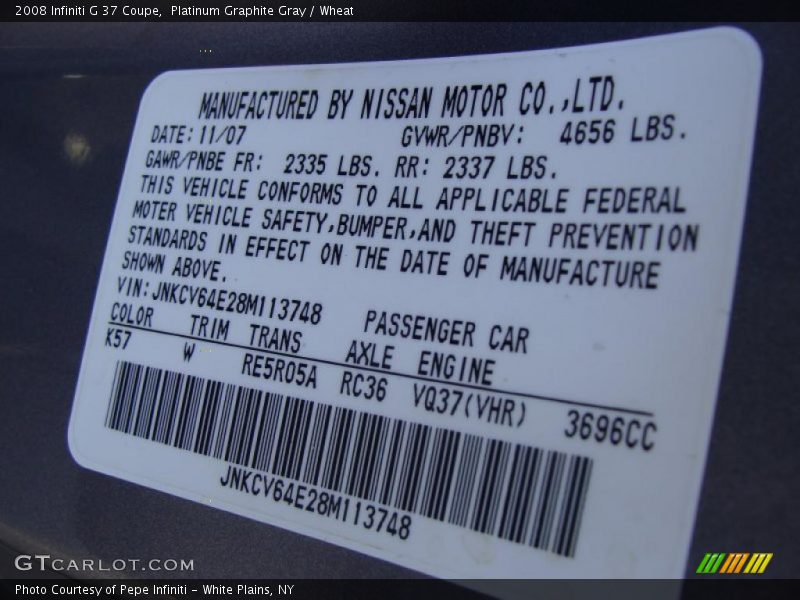 2008 Infiniti G 37 Coupe,  Platinum Graphite Gray / Wheat
MANUFACTURED BY NISSAN MOTOR CO.,LTD.
DATE: 11/07 GVWR/PNBV: 4656 LBS.
GAWR/PNBE FR: 2335 LBS. RR: 2337 LBS.
THIS VEHICLE CONFORMS TO ALL APPLICABLE FEDERAL
MOTER VEHICLE SAFETY,BUMPER,AND THEFT PREVENTION
STANDARDS IN EFFECT ON THE DATE OF MANUFACTURE
SHOWN ABOVE.
VIN:JNKCV64E28M113748 PASSENGER CAR
COLOR TRIM TRANS AXLE ENGINE
K57 W RE5R05A RC36 VQ37(VHR) 3696CC
JNKCV64E28M113748
GTCARLOT.COM
Photo Courtesy of Pepe Infiniti - White Plains, NY